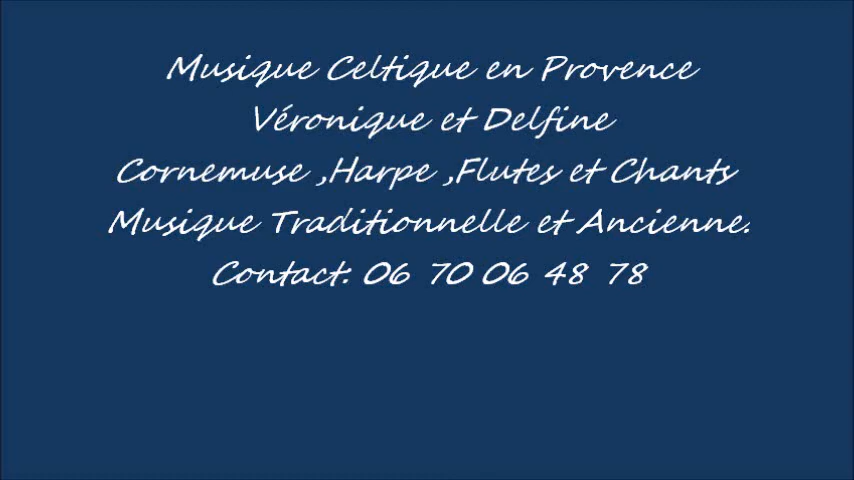 Musique Celtique en Provence
Véronique et Delfine
Cornemuse ,Harpe ,Flutes et Chants
Musique Traditionnelle et Ancienne.
Contact: 06 70 06 48 78